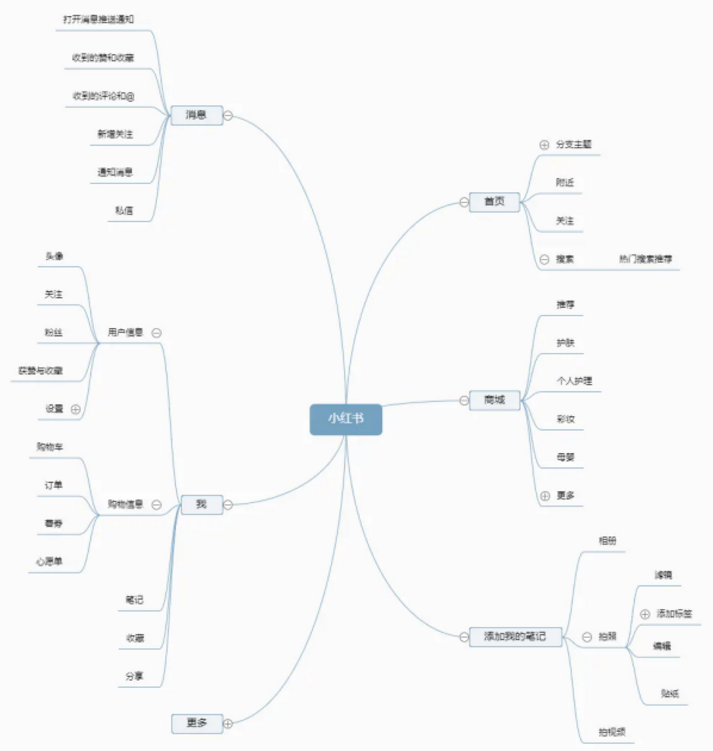 小红书
首页
分支主题
附近
关注
搜索
热门搜索推荐
商城
推荐
护肤
个人护理
彩妆
母婴
更多
添加我的笔记
相册
拍照
滤镜
添加标签
编辑
贴纸
拍视频
消息
打开消息推送通知
收到的赞和收藏
收到的评论和@
新增关注
通知消息
私信
我
用户信息
头像
关注
粉丝
获赞与收藏
设置
购物信息
购物车
订单
薯券
心愿单
笔记
收藏
分享
更多